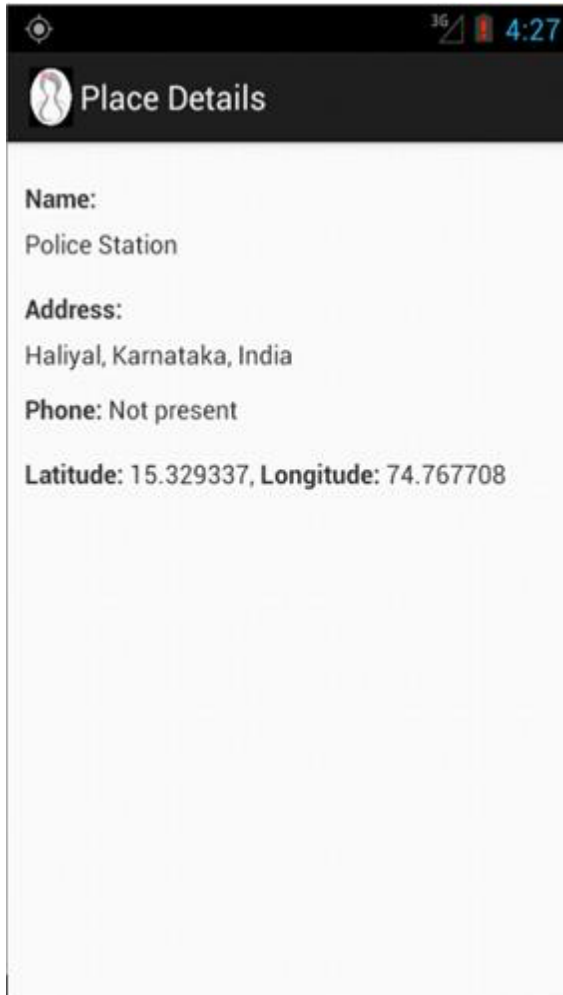 3G 4:27
Place Details
Name:
Police Station
Address:
Haliyal, Karnataka, India
Phone: Not present
Latitude: 15.329337, Longitude: 74.767708